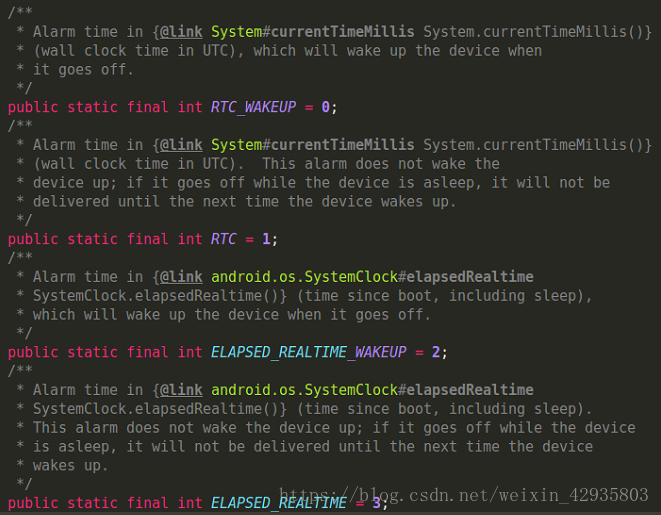 /**
 * Alarm time in {@link System#currentTimeMillis System.currentTimeMillis()}
 * (wall clock time in UTC), which will wake up the device when
 * it goes off.
 */
public static final int RTC_WAKEUP = 0;
/**
 * Alarm time in {@link System#currentTimeMillis System.currentTimeMillis()}
 * (wall clock time in UTC).  This alarm does not wake the
 * device up; if it goes off while the device is asleep, it will not be
 * delivered until the next time the device wakes up.
 */
public static final int RTC = 1;
/**
 * Alarm time in {@link android.os.SystemClock#elapsedRealtime
 * SystemClock.elapsedRealtime()} (time since boot, including sleep),
 * which will wake up the device when it goes off.
 */
public static final int ELAPSED_REALTIME_WAKEUP = 2;
/**
 * Alarm time in {@link android.os.SystemClock#elapsedRealtime
 * SystemClock.elapsedRealtime()} (time since boot, including sleep).
 * This alarm does not wake the device up; if it goes off while the device
 * is asleep, it will not be delivered until the next time the device
 * wakes up.
 */
public static final int ELAPSED_REALTIME = 3;
https://blog.csdn.net/weixin_42935803